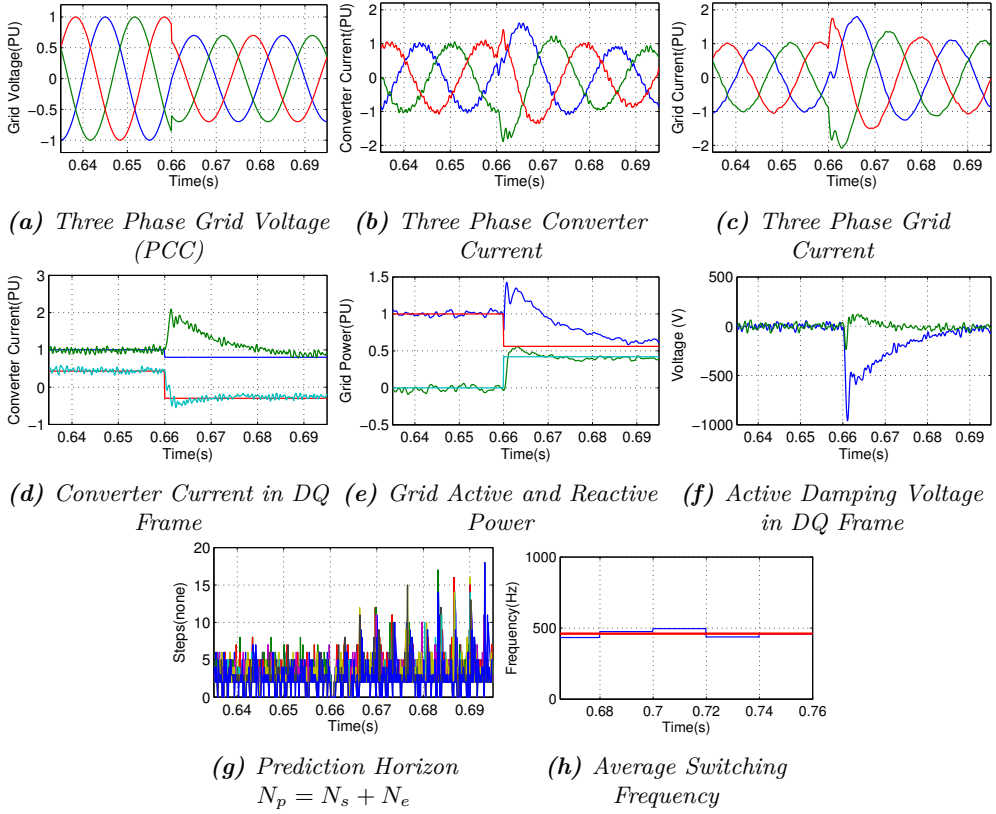 1
0.5
0
−0.5
−1
Grid Voltage(PU)
0.64 0.65 0.66 0.67 0.68 0.69
Time(s)
2
1
0
−1
−2
Converter Current(PU)
0.64 0.65 0.66 0.67 0.68 0.69
Time(s)
2
1
0
−1
−2
Grid Current(PU)
0.64 0.65 0.66 0.67 0.68 0.69
Time(s)
(a) Three Phase Grid Voltage
(PCC)
(b) Three Phase Converter
Current
(c) Three Phase Grid
Current
3
2
1
0
−1
Converter Current(PU)
0.64 0.65 0.66 0.67 0.68 0.69
Time(s)
1.5
1
0.5
0
−0.5
Grid Power(PU)
0.64 0.65 0.66 0.67 0.68 0.69
Time(s)
500
0
−500
−1000
Voltage (V)
0.64 0.65 0.66 0.67 0.68 0.69
Time(s)
(d) Converter Current in DQ
Frame
(e) Grid Active and Reactive
Power
(f) Active Damping Voltage
in DQ Frame
20
15
10
5
0
Steps(none)
0.64 0.65 0.66 0.67 0.68 0.69
Time(s)
1000
500
0
Frequency(Hz)
0.68 0.7 0.72 0.74 0.76
Time(s)
(g) Prediction Horizon
N_p = N_s + N_e
(h) Average Switching
Frequency